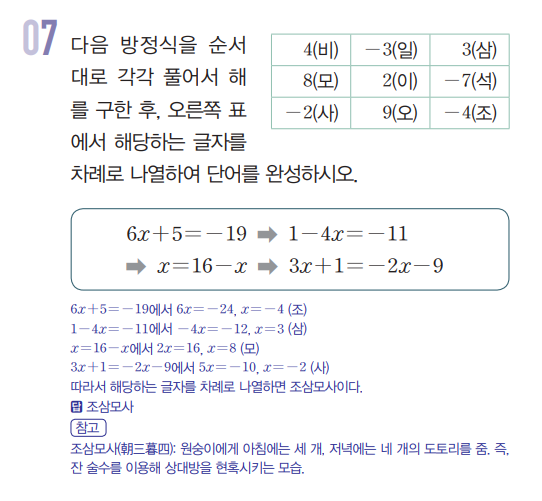 07 다음 방정식을 순서
대로 각각 풀어서 해
를 구한 후, 오른쪽 표
에서 해당하는 글자를
차례로 나열하여 단어를 완성하시오.
4(비) -3(일) 3(삼)
8(모) 2(이) -7(석)
-2(사) 9(오) -4(조)
6x+5=-19 ➡ 1-4x=-11
➡ x=16-x ➡ 3x+1=-2x-9
6x+5=-19에서 6x=-24, x=-4 (조)
1-4x=-11에서 -4x=-12, x=3 (삼)
x=16-x에서 2x=16, x=8 (모)
3x+1=-2x-9에서 5x=-10, x=-2 (사)
따라서 해당하는 글자를 차례로 나열하면 조삼모사이다.
답 조삼모사
참고
조삼모사(朝三暮四): 원숭이에게 아침에는 세 개, 저녁에는 네 개의 도토리를 줌. 즉,
잔 술수를 이용해 상대방을 현혹시키는 모습.